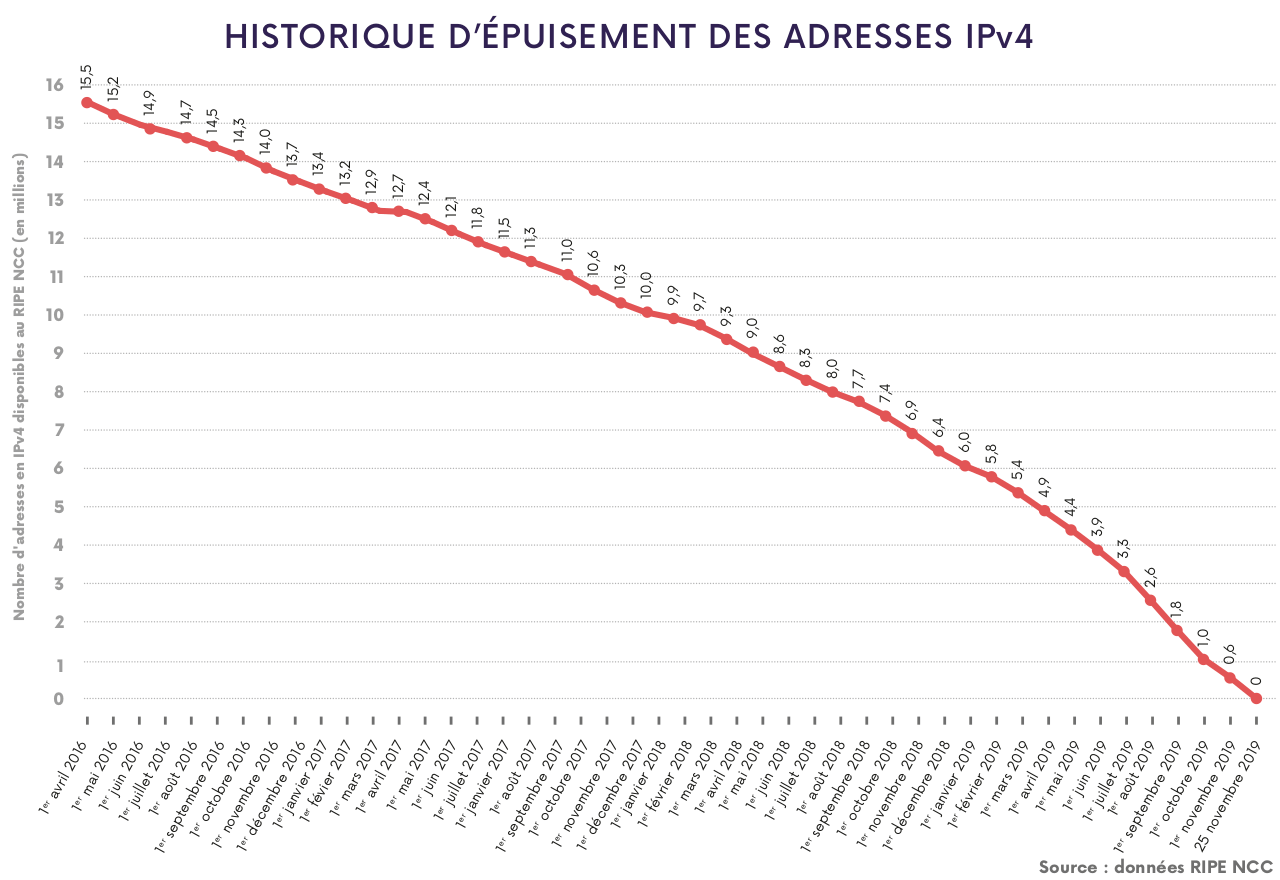 HISTORIQUE D'ÉPUISEMENT DES ADRESSES IPv4
Nombre d'adresses en IPv4 disponibles au RIPE NCC (en millions)
16
15
14
13
12
11
10
9
8
7
6
5
4
3
2
1
0
15,5
15,2
14,9
14,7
14,5
14,3
14,0
13,7
13,4
13,2
12,9
12,7
12,4
12,1
11,8
11,5
11,3
11,0
10,6
10,3
10,0
9,9
9,7
9,3
9,0
8,6
8,3
8,0
7,7
7,4
6,9
6,4
6,0
5,8
5,4
4,9
4,4
3,9
3,3
2,6
1,8
1,0
0,6
0
1er avril 2016
1er mai 2016
1er juin 2016
1er juillet 2016
1er août 2016
1er septembre 2016
1er octobre 2016
1er novembre 2016
1er décembre 2016
1er janvier 2017
1er février 2017
1er mars 2017
1er avril 2017
1er mai 2017
1er juin 2017
1er juillet 2017
1er janvier 2017
1er août 2017
1er septembre 2017
1er octobre 2017
1er novembre 2017
1er décembre 2017
1er janvier 2018
1er février 2018
1er mars 2018
1er avril 2018
1er mai 2018
1er juin 2018
1er juillet 2018
1er août 2018
1er septembre 2018
1er octobre 2018
1er novembre 2018
1er décembre 2018
1er janvier 2019
1er février 2019
1er mars 2019
1er avril 2019
1er mai 2019
1er juin 2019
1er juillet 2019
1er août 2019
1er septembre 2019
1er octobre 2019
1er novembre 2019
25 novembre 2019
Source : données RIPE NCC